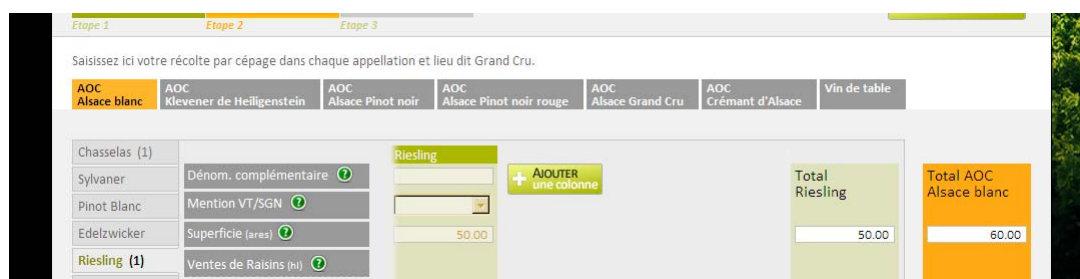 Etape 1 Etape 2 Etape 3
Saisissez ici votre récolte par cépage dans chaque appellation et lieu dit Grand Cru.
AOC Alsace blanc
AOC Klevener de Heiligenstein
AOC Alsace Pinot noir
AOC Alsace Pinot noir rouge
AOC Alsace Grand Cru
AOC Crémant d'Alsace
Vin de table
Chasselas (1)
Sylvaner
Pinot Blanc
Edelzwicker
Riesling (1)
Riesling
Dénom. complémentaire ?
Mention VT/SGN ?
Superficie (ares) ? 50.00
Ventes de Raisins (hl) ?
+ AJOUTER
une colonne
Total
Riesling
50.00
Total AOC
Alsace blanc
60.00